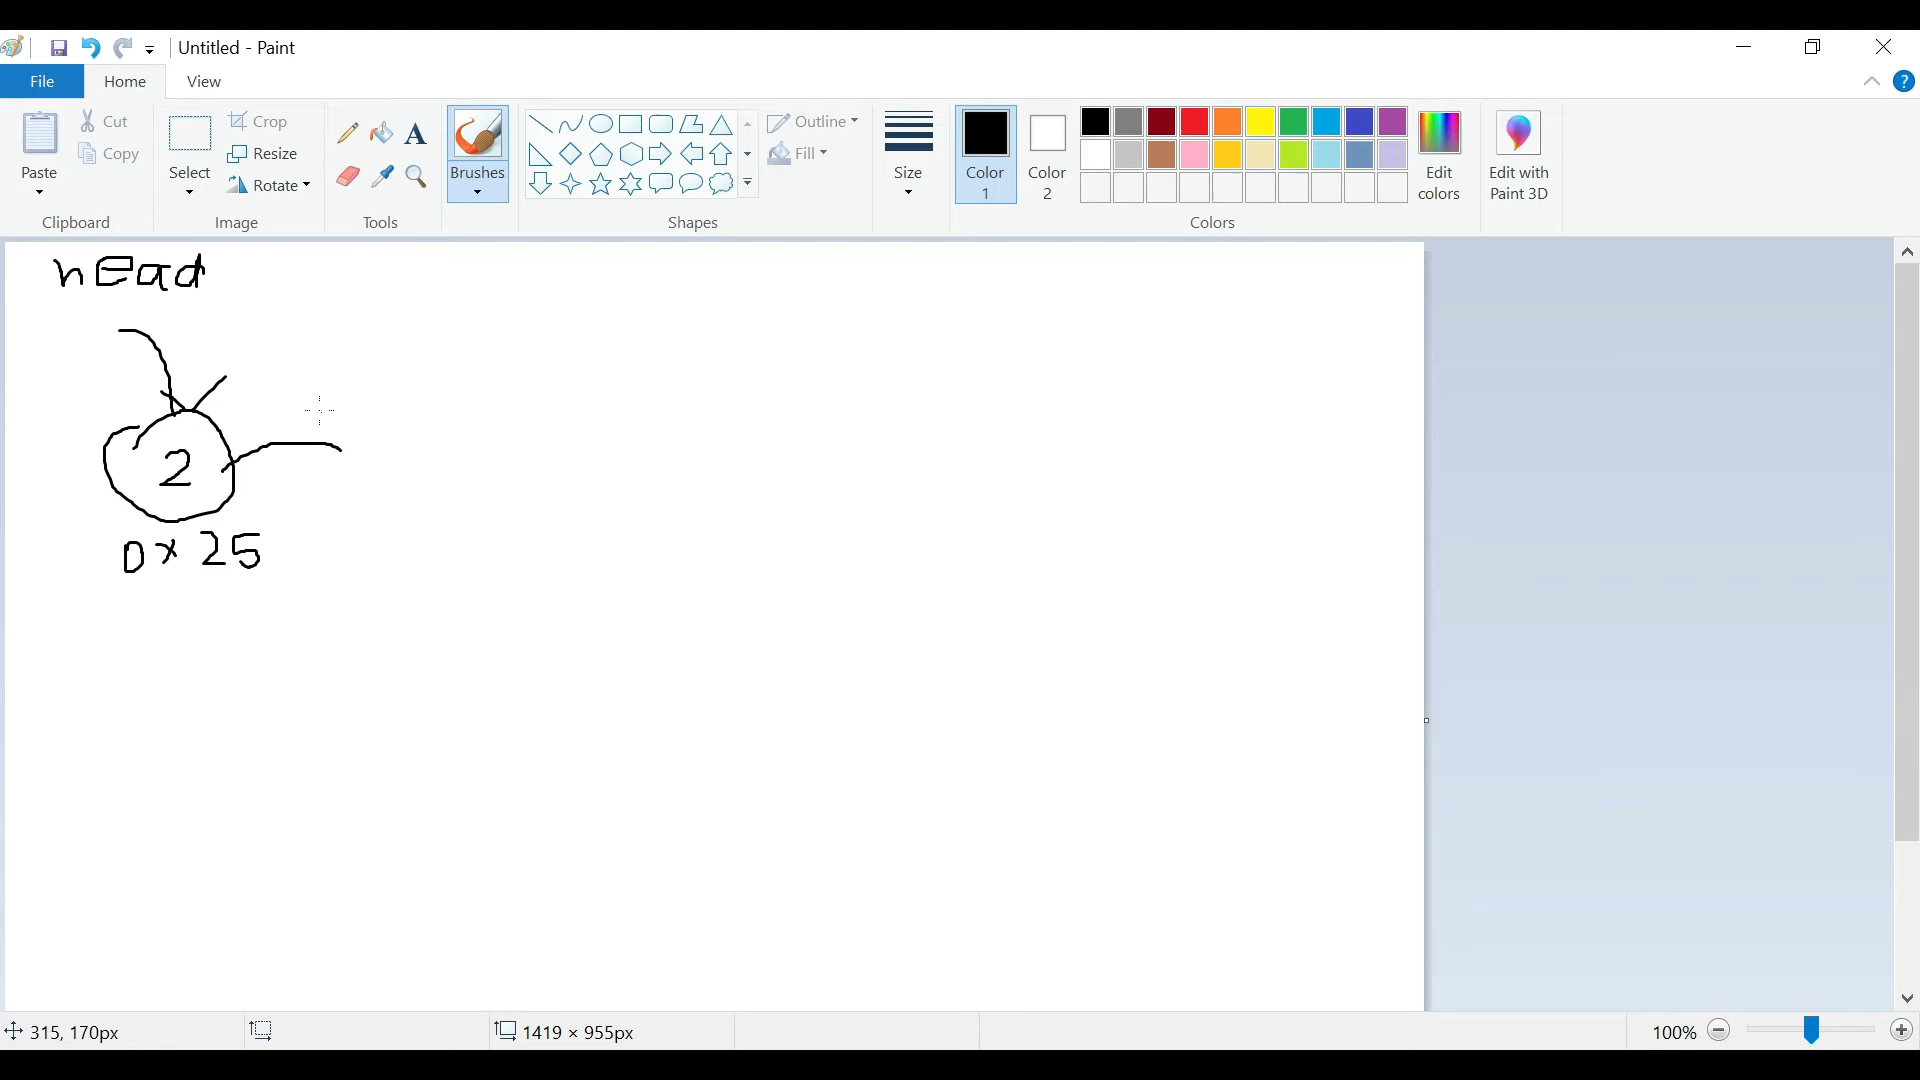 Untitled - Paint
File Home View
Paste
Cut
Copy
Clipboard
Select
Crop
Resize
Rotate
Image
A
Tools
Brushes
Outline
Fill
Shapes
Size
Color 1
Color 2
Edit colors
Colors
Edit with Paint 3D
?
head
2
0x 25
315, 170px
1419 × 955px
100%